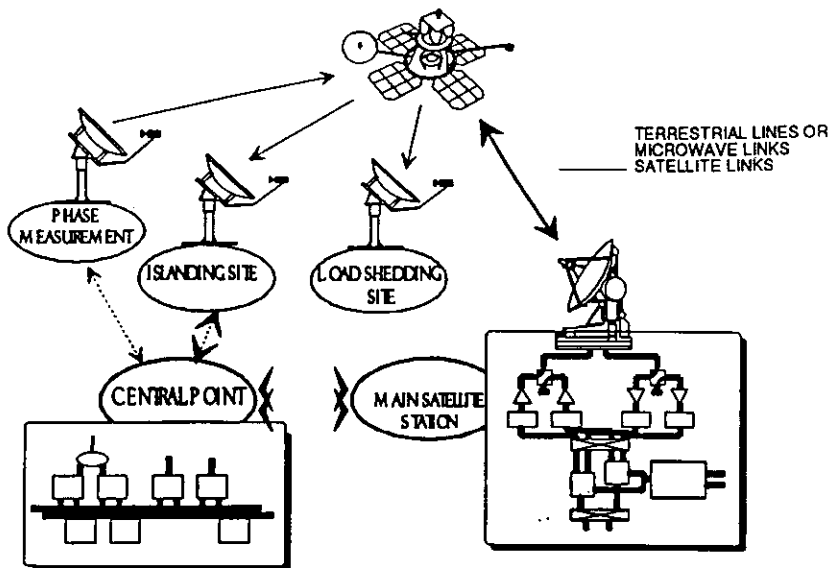 TERRESTRIAL LINES OR
MICROWAVE LINKS
SATELLITE LINKS
PHASE
MEASUREMENT
ISLANDING SITE
LOAD SHEDDING
SITE
CENTRAL POINT
MAIN SATELLITE
STATION